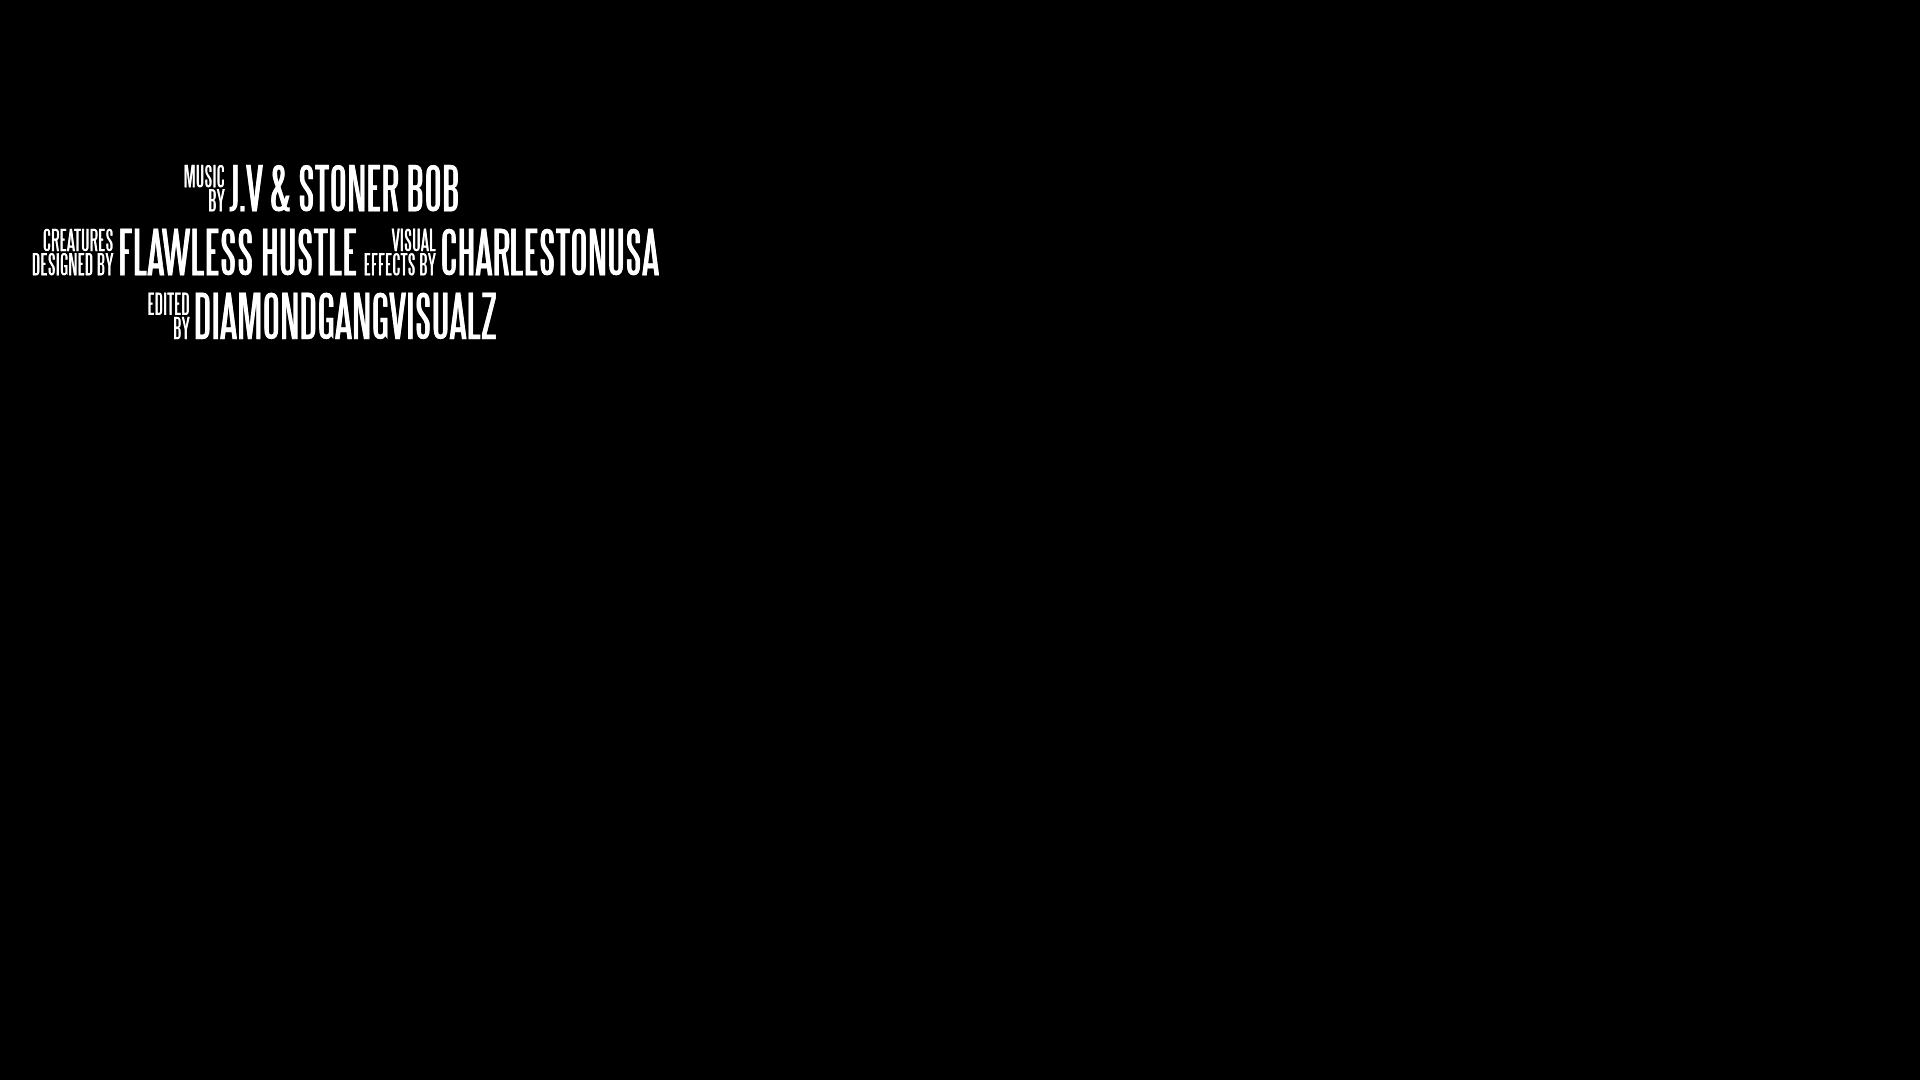 MUSIC BY J.V & STONER BOB
CREATURES DESIGNED BY FLAWLESS HUSTLE VISUAL EFFECTS BY CHARLESTONUSA
EDITED BY DIAMONDGANGVISUALZ